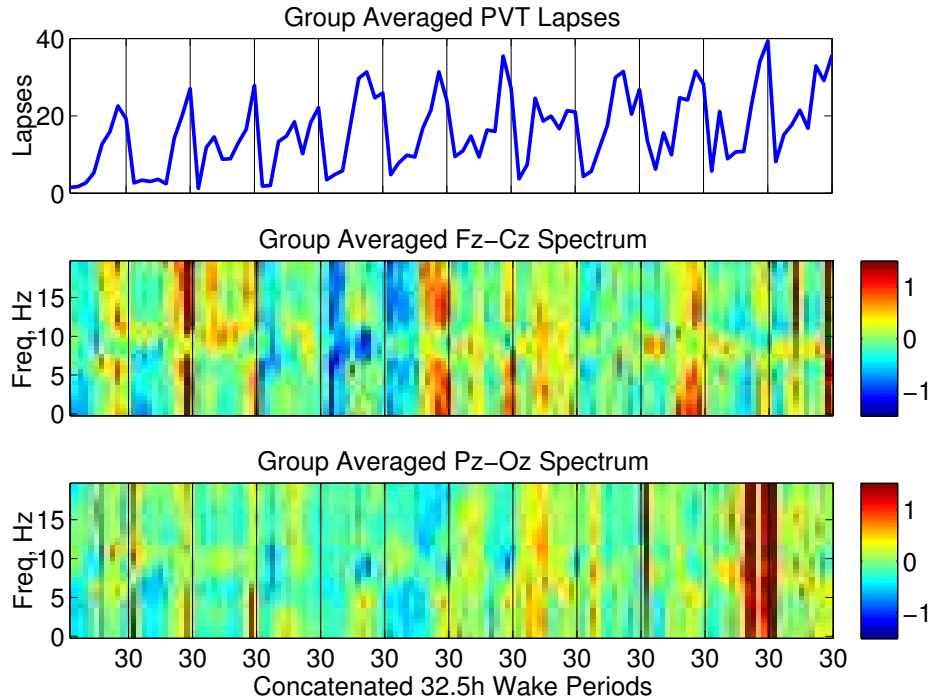 Group Averaged PVT Lapses
40
20
0
Lapses
Group Averaged Fz-Cz Spectrum
15
10
5
0
Freq, Hz
1
0
-1
Group Averaged Pz-Oz Spectrum
15
10
5
0
Freq, Hz
1
0
-1
30 30 30 30 30 30 30 30 30 30 30 30
Concatenated 32.5h Wake Periods